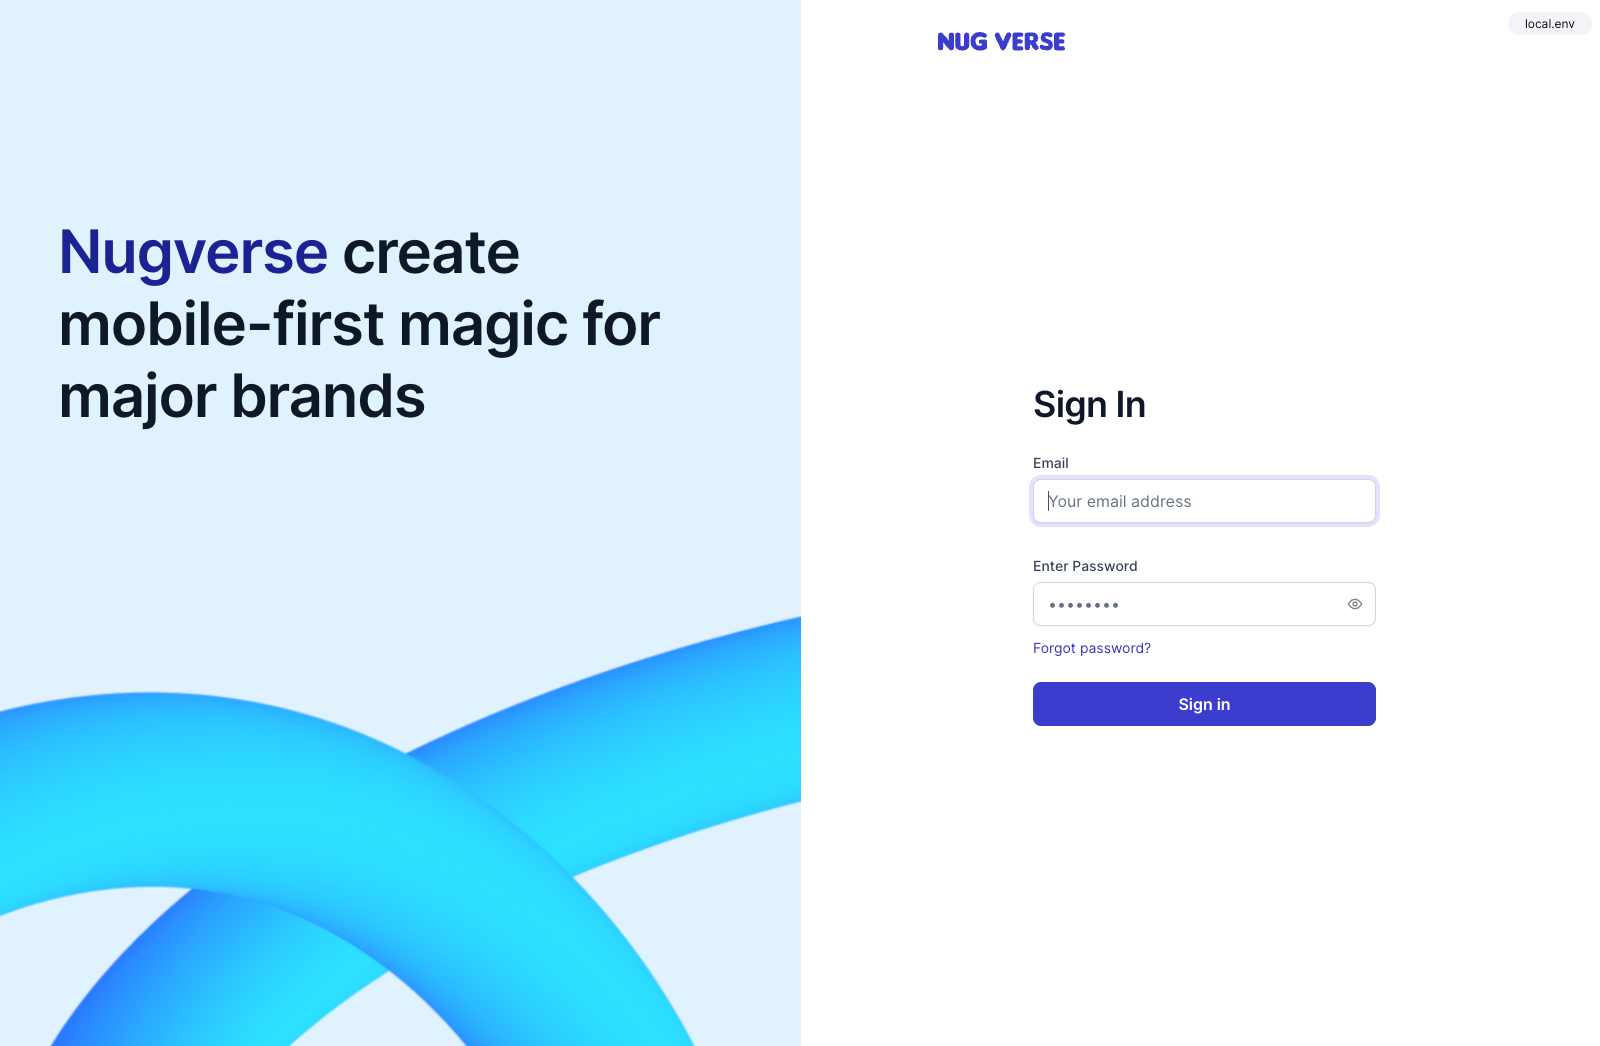 Nugverse create
mobile-first magic for
major brands
NUG VERSE
local.env
Sign In
Email
Your email address
Enter Password
••••••••
Forgot password?
Sign in